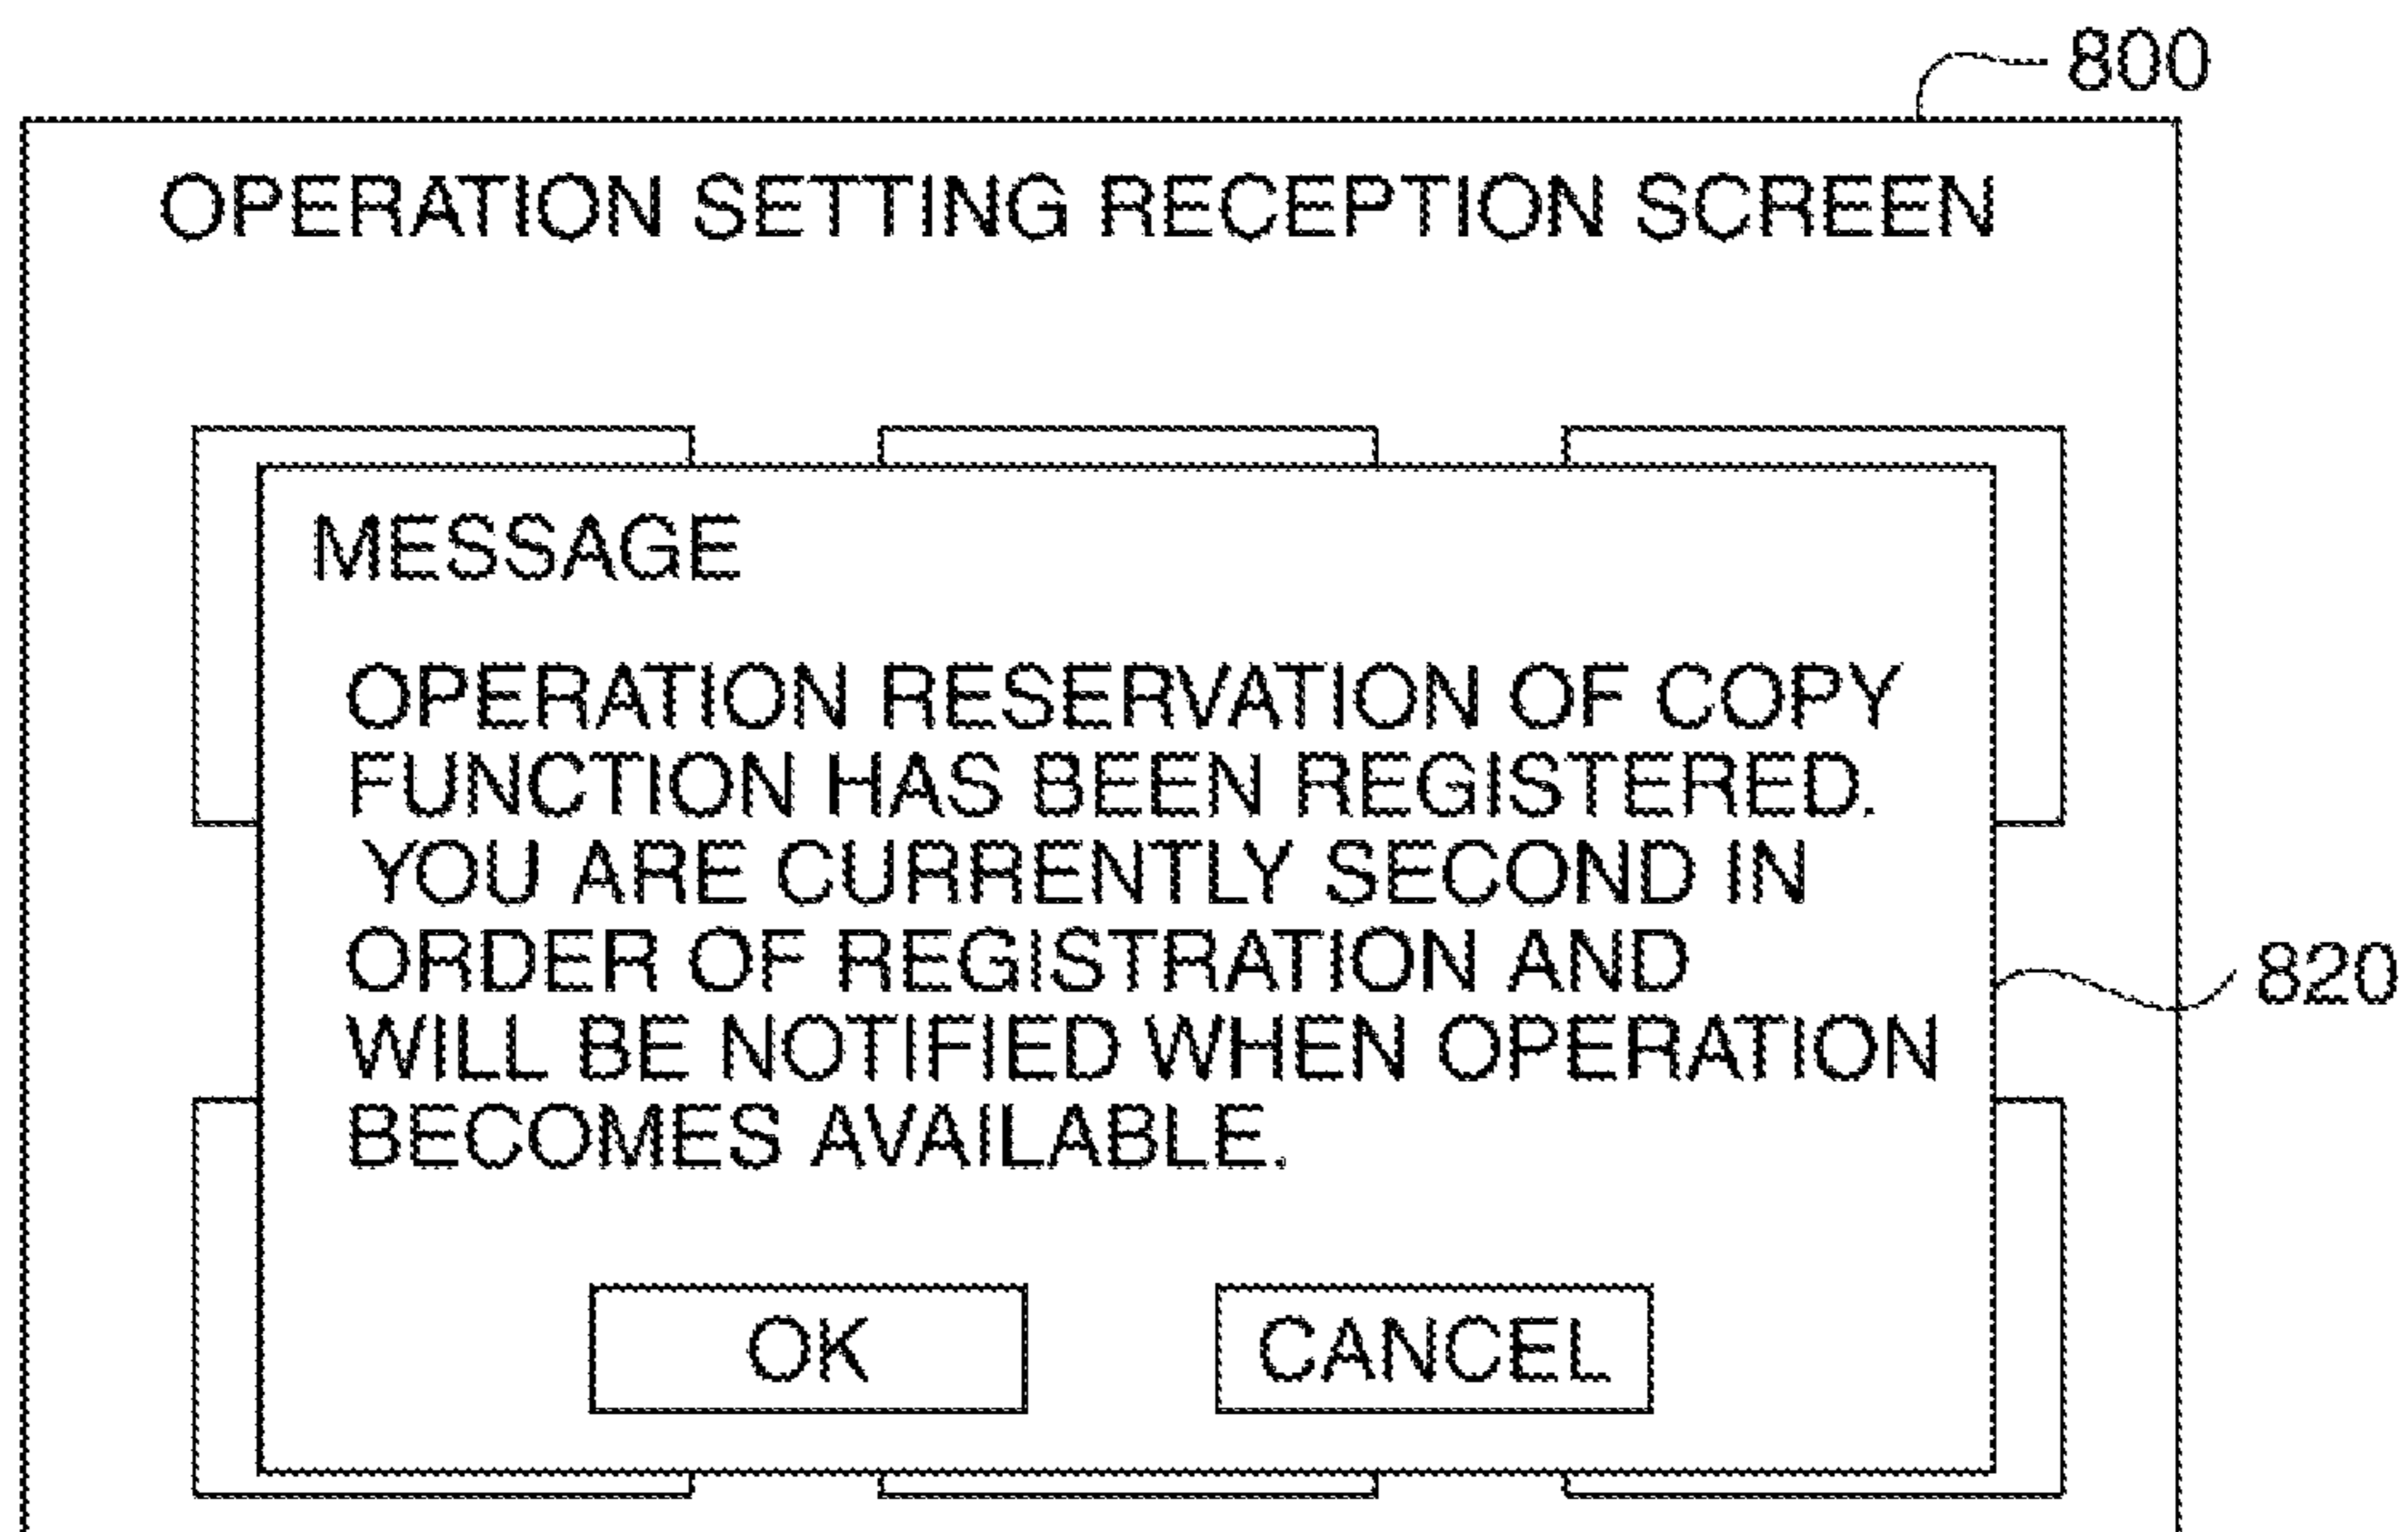 800
OPERATION SETTING RECEPTION SCREEN
MESSAGE
OPERATION RESERVATION OF COPY
FUNCTION HAS BEEN REGISTERED.
YOU ARE CURRENTLY SECOND IN
ORDER OF REGISTRATION AND
WILL BE NOTIFIED WHEN OPERATION
BECOMES AVAILABLE.
820
OK
CANCEL